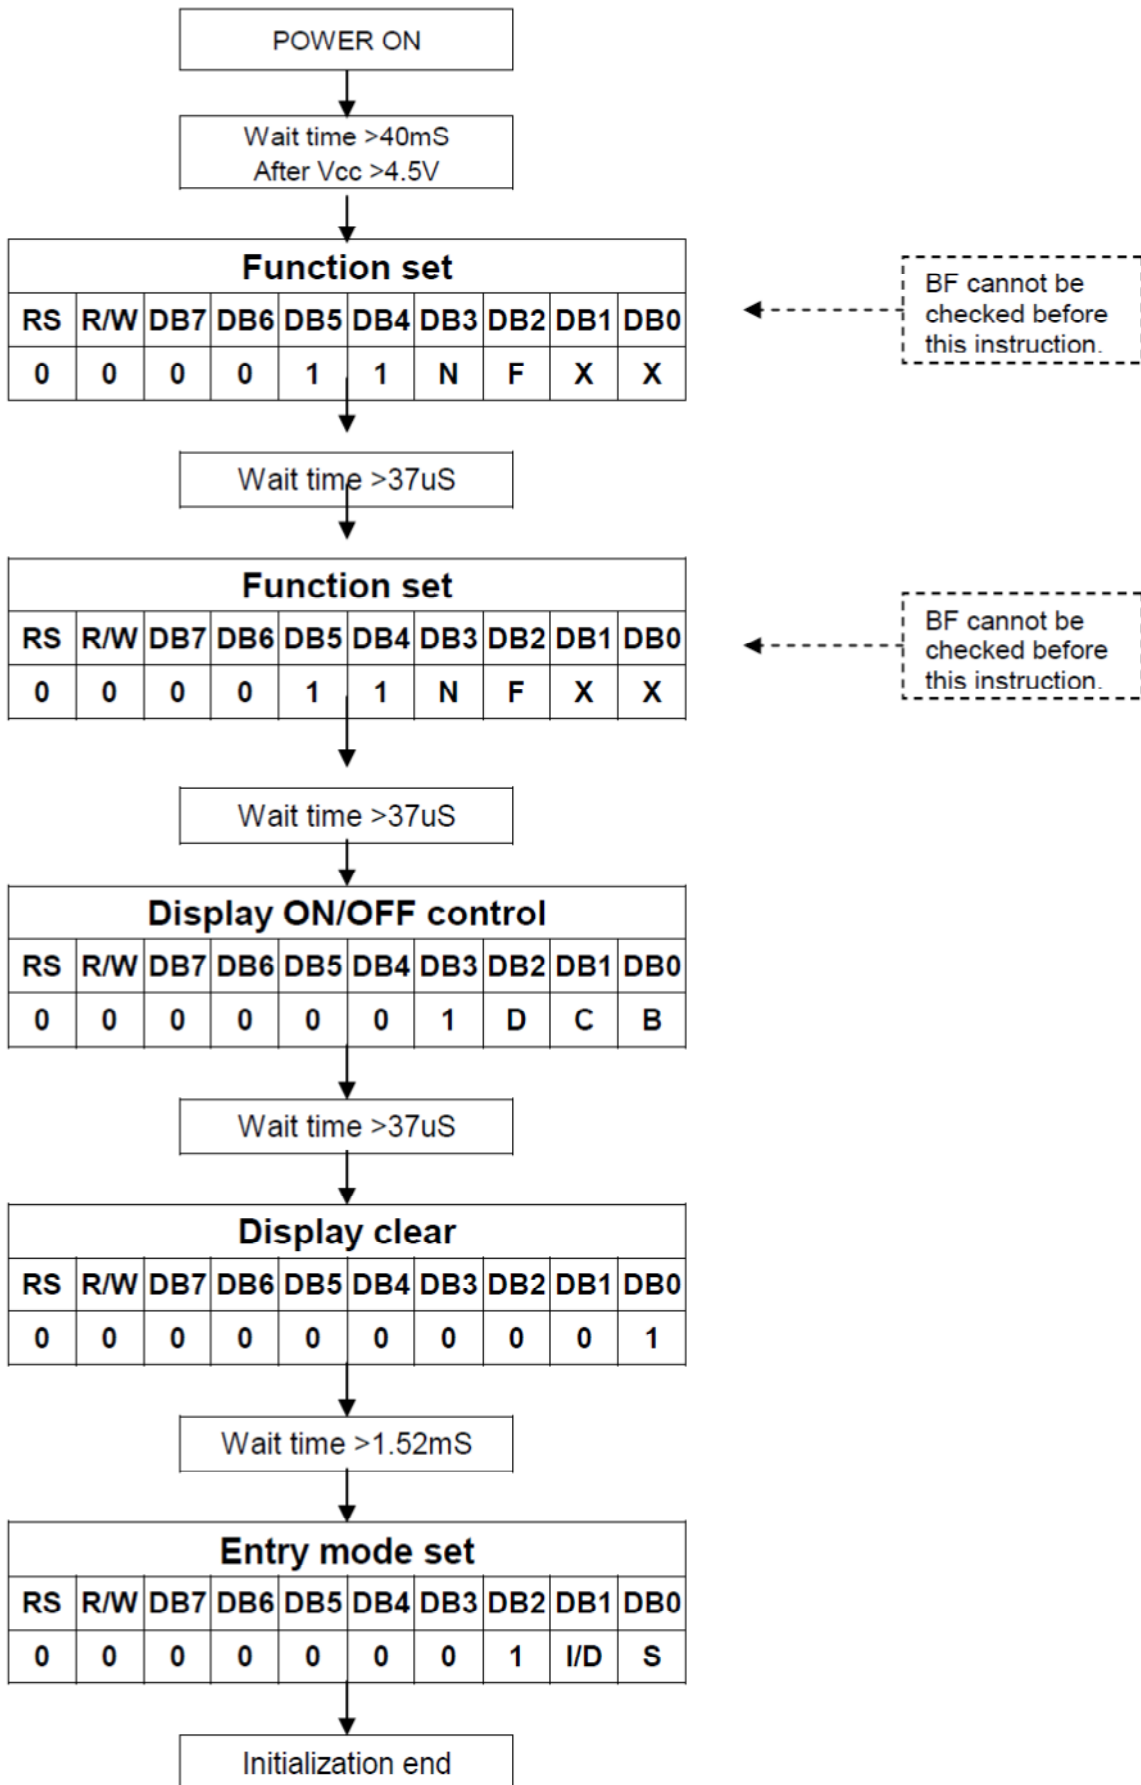 POWER ON
Wait time >40mS
After Vcc >4.5V
Function set
RS R/W DB7 DB6 DB5 DB4 DB3 DB2 DB1 DB0
0 0 0 0 1 1 N F X X
BF cannot be
checked before
this instruction.
Wait time >37uS
Function set
RS R/W DB7 DB6 DB5 DB4 DB3 DB2 DB1 DB0
0 0 0 0 1 1 N F X X
BF cannot be
checked before
this instruction.
Wait time >37uS
Display ON/OFF control
RS R/W DB7 DB6 DB5 DB4 DB3 DB2 DB1 DB0
0 0 0 0 0 0 1 D C B
Wait time >37uS
Display clear
RS R/W DB7 DB6 DB5 DB4 DB3 DB2 DB1 DB0
0 0 0 0 0 0 0 0 0 1
Wait time >1.52mS
Entry mode set
RS R/W DB7 DB6 DB5 DB4 DB3 DB2 DB1 DB0
0 0 0 0 0 0 0 1 I/D S
Initialization end